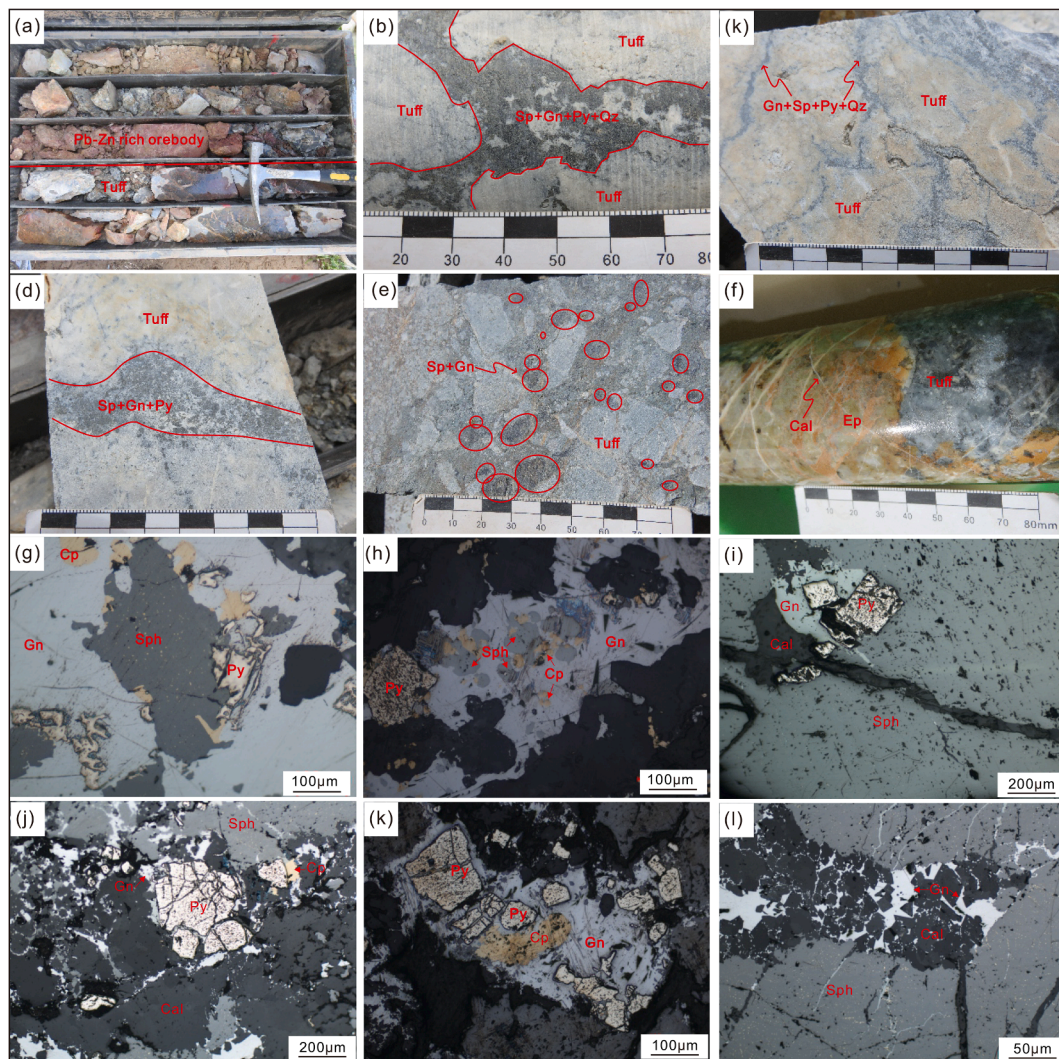 (a)
Pb-Zn rich orebody
Tuff
(b)
Tuff
Tuff
Sp+Gn+Py+Qz
Tuff
20 30 40 50 60 70 80
(k)
Gn+Sp+Py+Qz
Tuff
Tuff
(d)
Tuff
Sp+Gn+Py
(e)
Sp+Gn
Tuff
0 10 20 30 40 50 60 70
(f)
Tuff
Cal
Ep
0 10 20 30 40 50 60 70 80mm
(g)
Cp
Sph
Gn
Py
100μm
(h)
Sph
Gn
Cp
Py
100μm
(i)
Gn
Py
Cal
Sph
200μm
(j)
Sph
Gn
Cp
Py
Cal
200μm
(k)
Py
Py
Cp
Gn
100μm
(l)
Gn
Cal
Sph
50μm